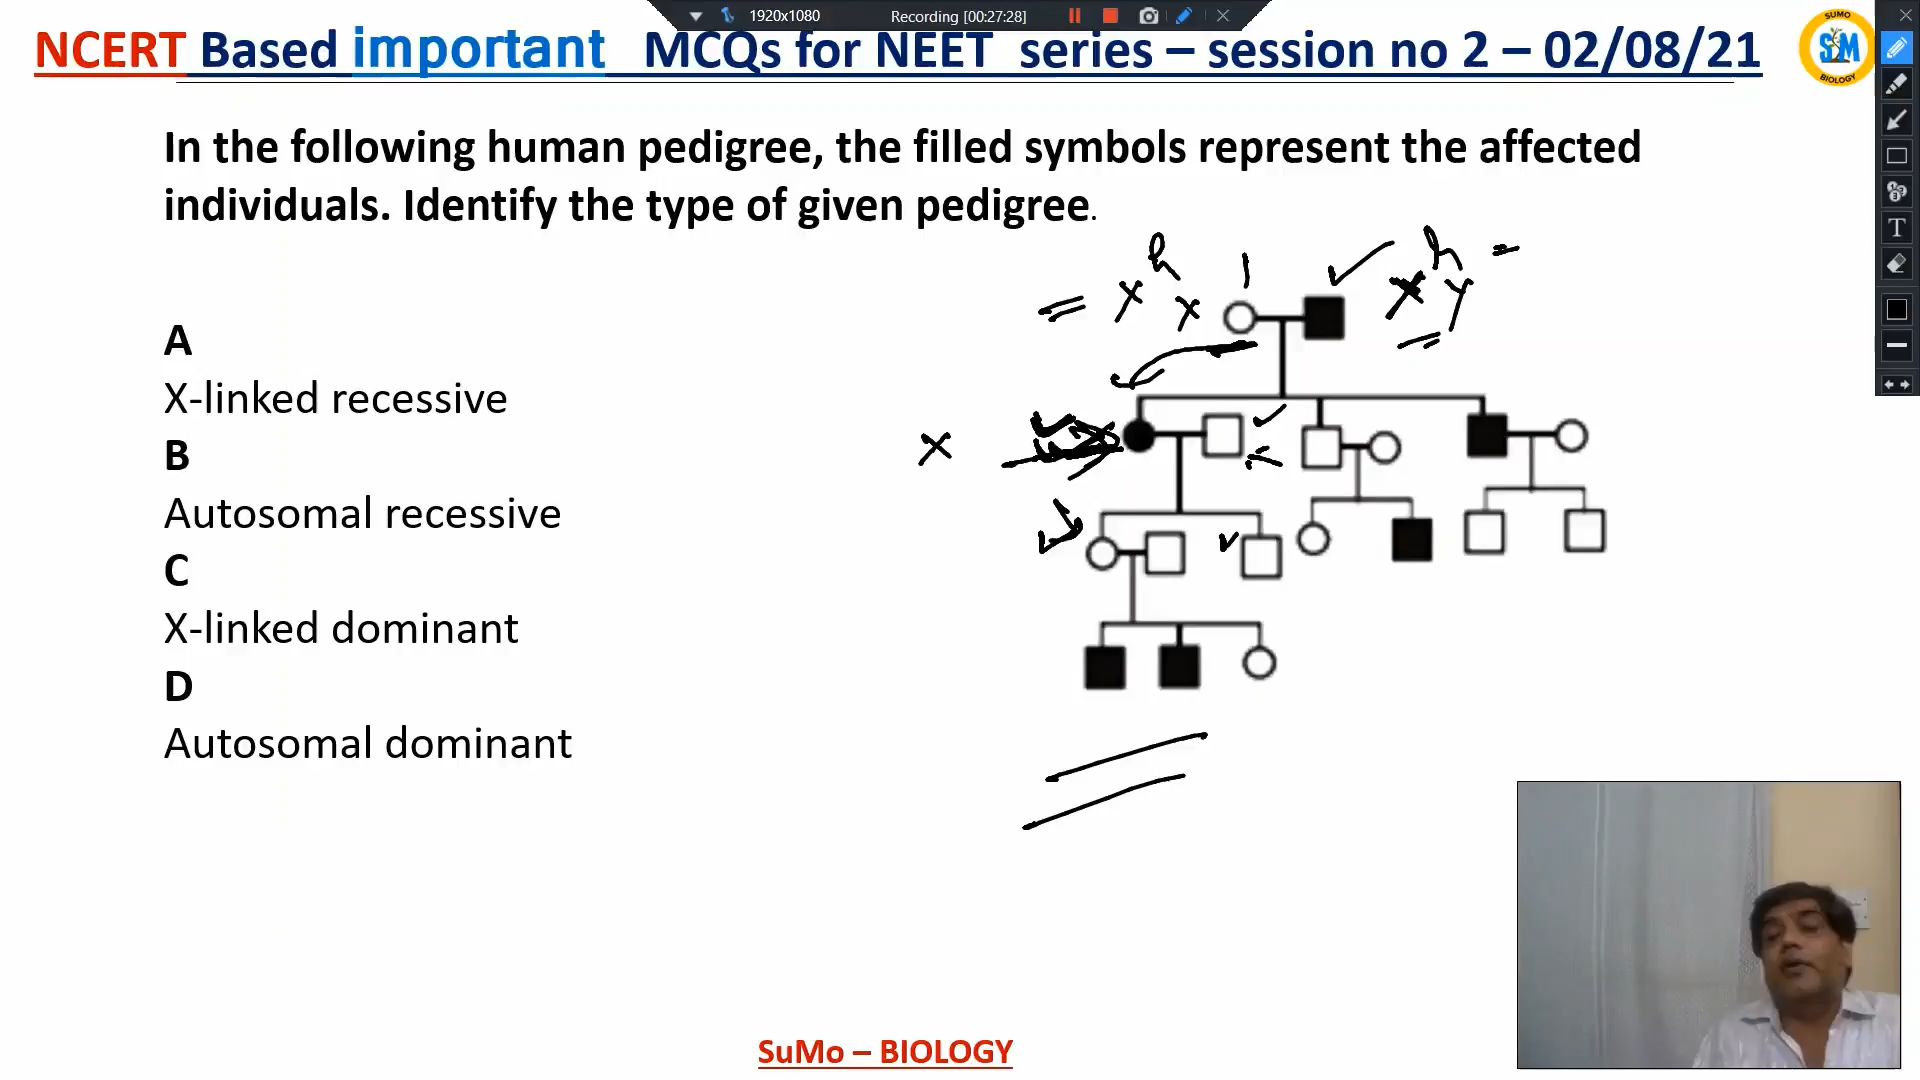 1920x1080 Recording [00:27:28]
NCERT Based important MCQs for NEET series – session no 2 – 02/08/21
SUMO
SM
BIOLOGY
In the following human pedigree, the filled symbols represent the affected
individuals. Identify the type of given pedigree.
= X^h X
X^h Y =
A
X-linked recessive
X
B
Autosomal recessive
C
X-linked dominant
D
Autosomal dominant
SuMo – BIOLOGY
T